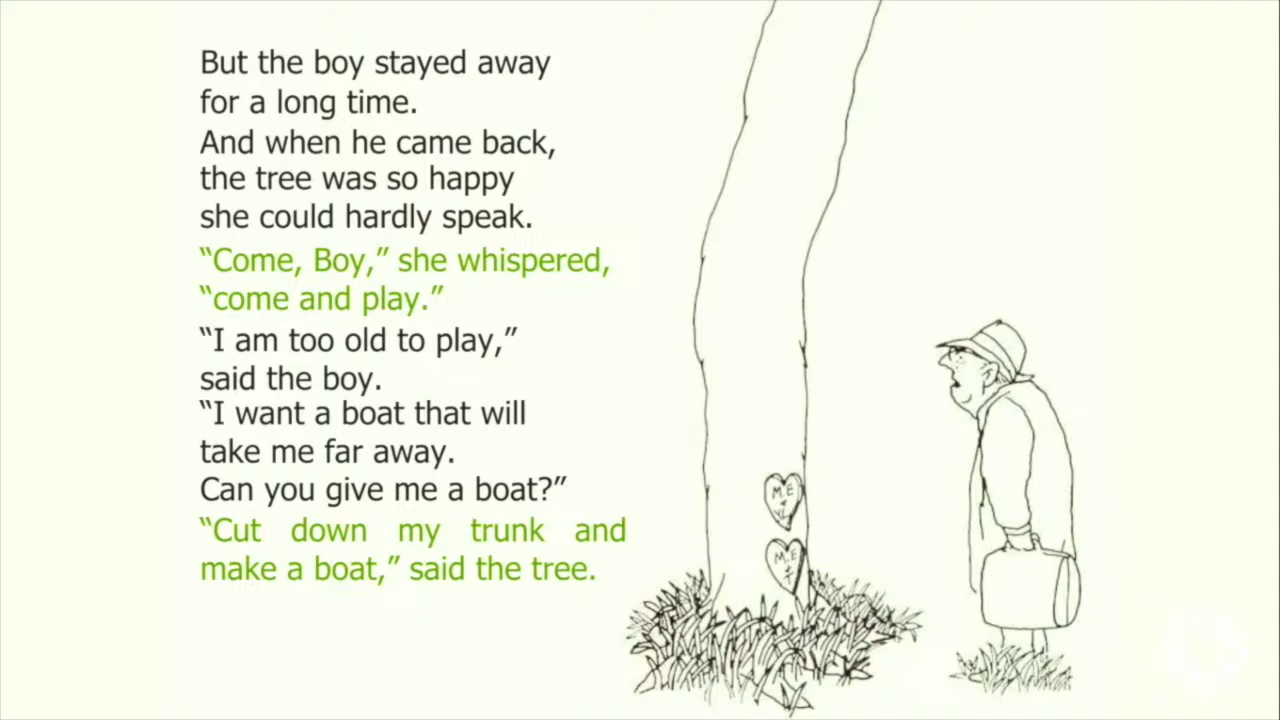 But the boy stayed away
for a long time.
And when he came back,
the tree was so happy
she could hardly speak.
“Come, Boy,” she whispered,
“come and play.”
“I am too old to play,”
said the boy.
“I want a boat that will
take me far away.
Can you give me a boat?”
“Cut down my trunk and
make a boat,” said the tree.
M.E
M.E